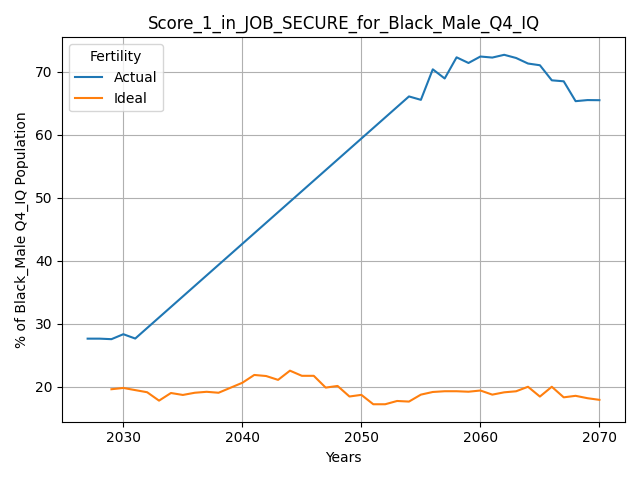 Score_1_in_JOB_SECURE_for_Black_Male_Q4_IQ
Fertility
Actual
Ideal
% of Black_Male Q4_IQ Population
70
60
50
40
30
20
2030 2040 2050 2060 2070
Years